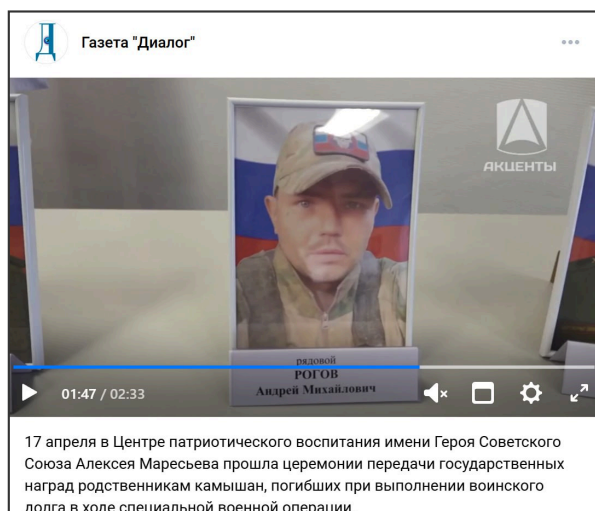 Газета "Диалог"
АКЦЕНТЫ
рядовой
РОГОВ
Андрей Михайлович
01:47 / 02:33
17 апреля в Центре патриотического воспитания имени Героя Советского
Союза Алексея Маресьева прошла церемонии передачи государственных
наград родственникам камышан, погибших при выполнении воинского
долга в ходе специальной военной операции